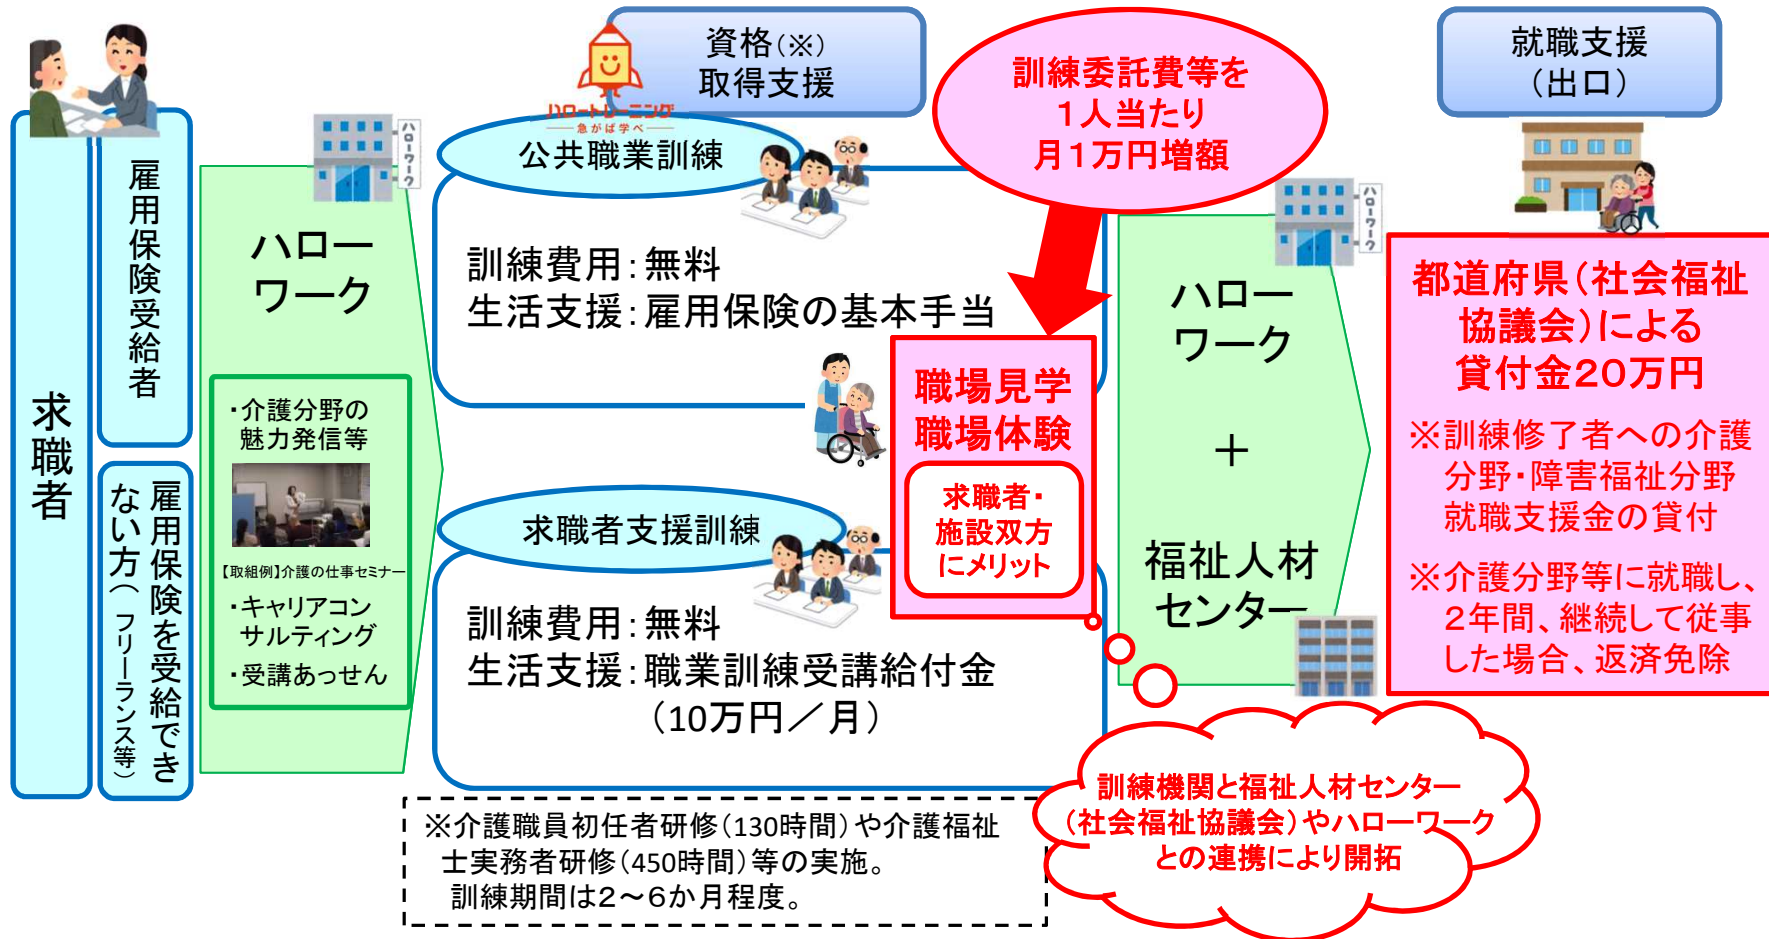 求職者
雇用保険受給者
雇用保険を受給でき
ない方(フリーランス等)
ハローワーク
ハロー
ワーク
・介護分野の
魅力発信等
【取組例】介護の仕事セミナー
・キャリアコン
サルティング
・受講あっせん
資格(※)
取得支援
ハロートレーニング
急がば学べ
公共職業訓練
訓練費用:無料
生活支援:雇用保険の基本手当
求職者支援訓練
訓練費用:無料
生活支援:職業訓練受講給付金
(10万円/月)
※介護職員初任者研修(130時間)や介護福祉
士実務者研修(450時間)等の実施。
訓練期間は2～6か月程度。
訓練委託費等を
1人当たり
月1万円増額
職場見学
職場体験
求職者・
施設双方
にメリット
訓練機関と福祉人材センター
(社会福祉協議会)やハローワーク
との連携により開拓
ハローワーク
ハロー
ワーク
+
福祉人材
センター
就職支援
(出口)
都道府県(社会福祉
協議会)による
貸付金20万円
※訓練修了者への介護
分野・障害福祉分野
就職支援金の貸付
※介護分野等に就職し、
2年間、継続して従事
した場合、返済免除